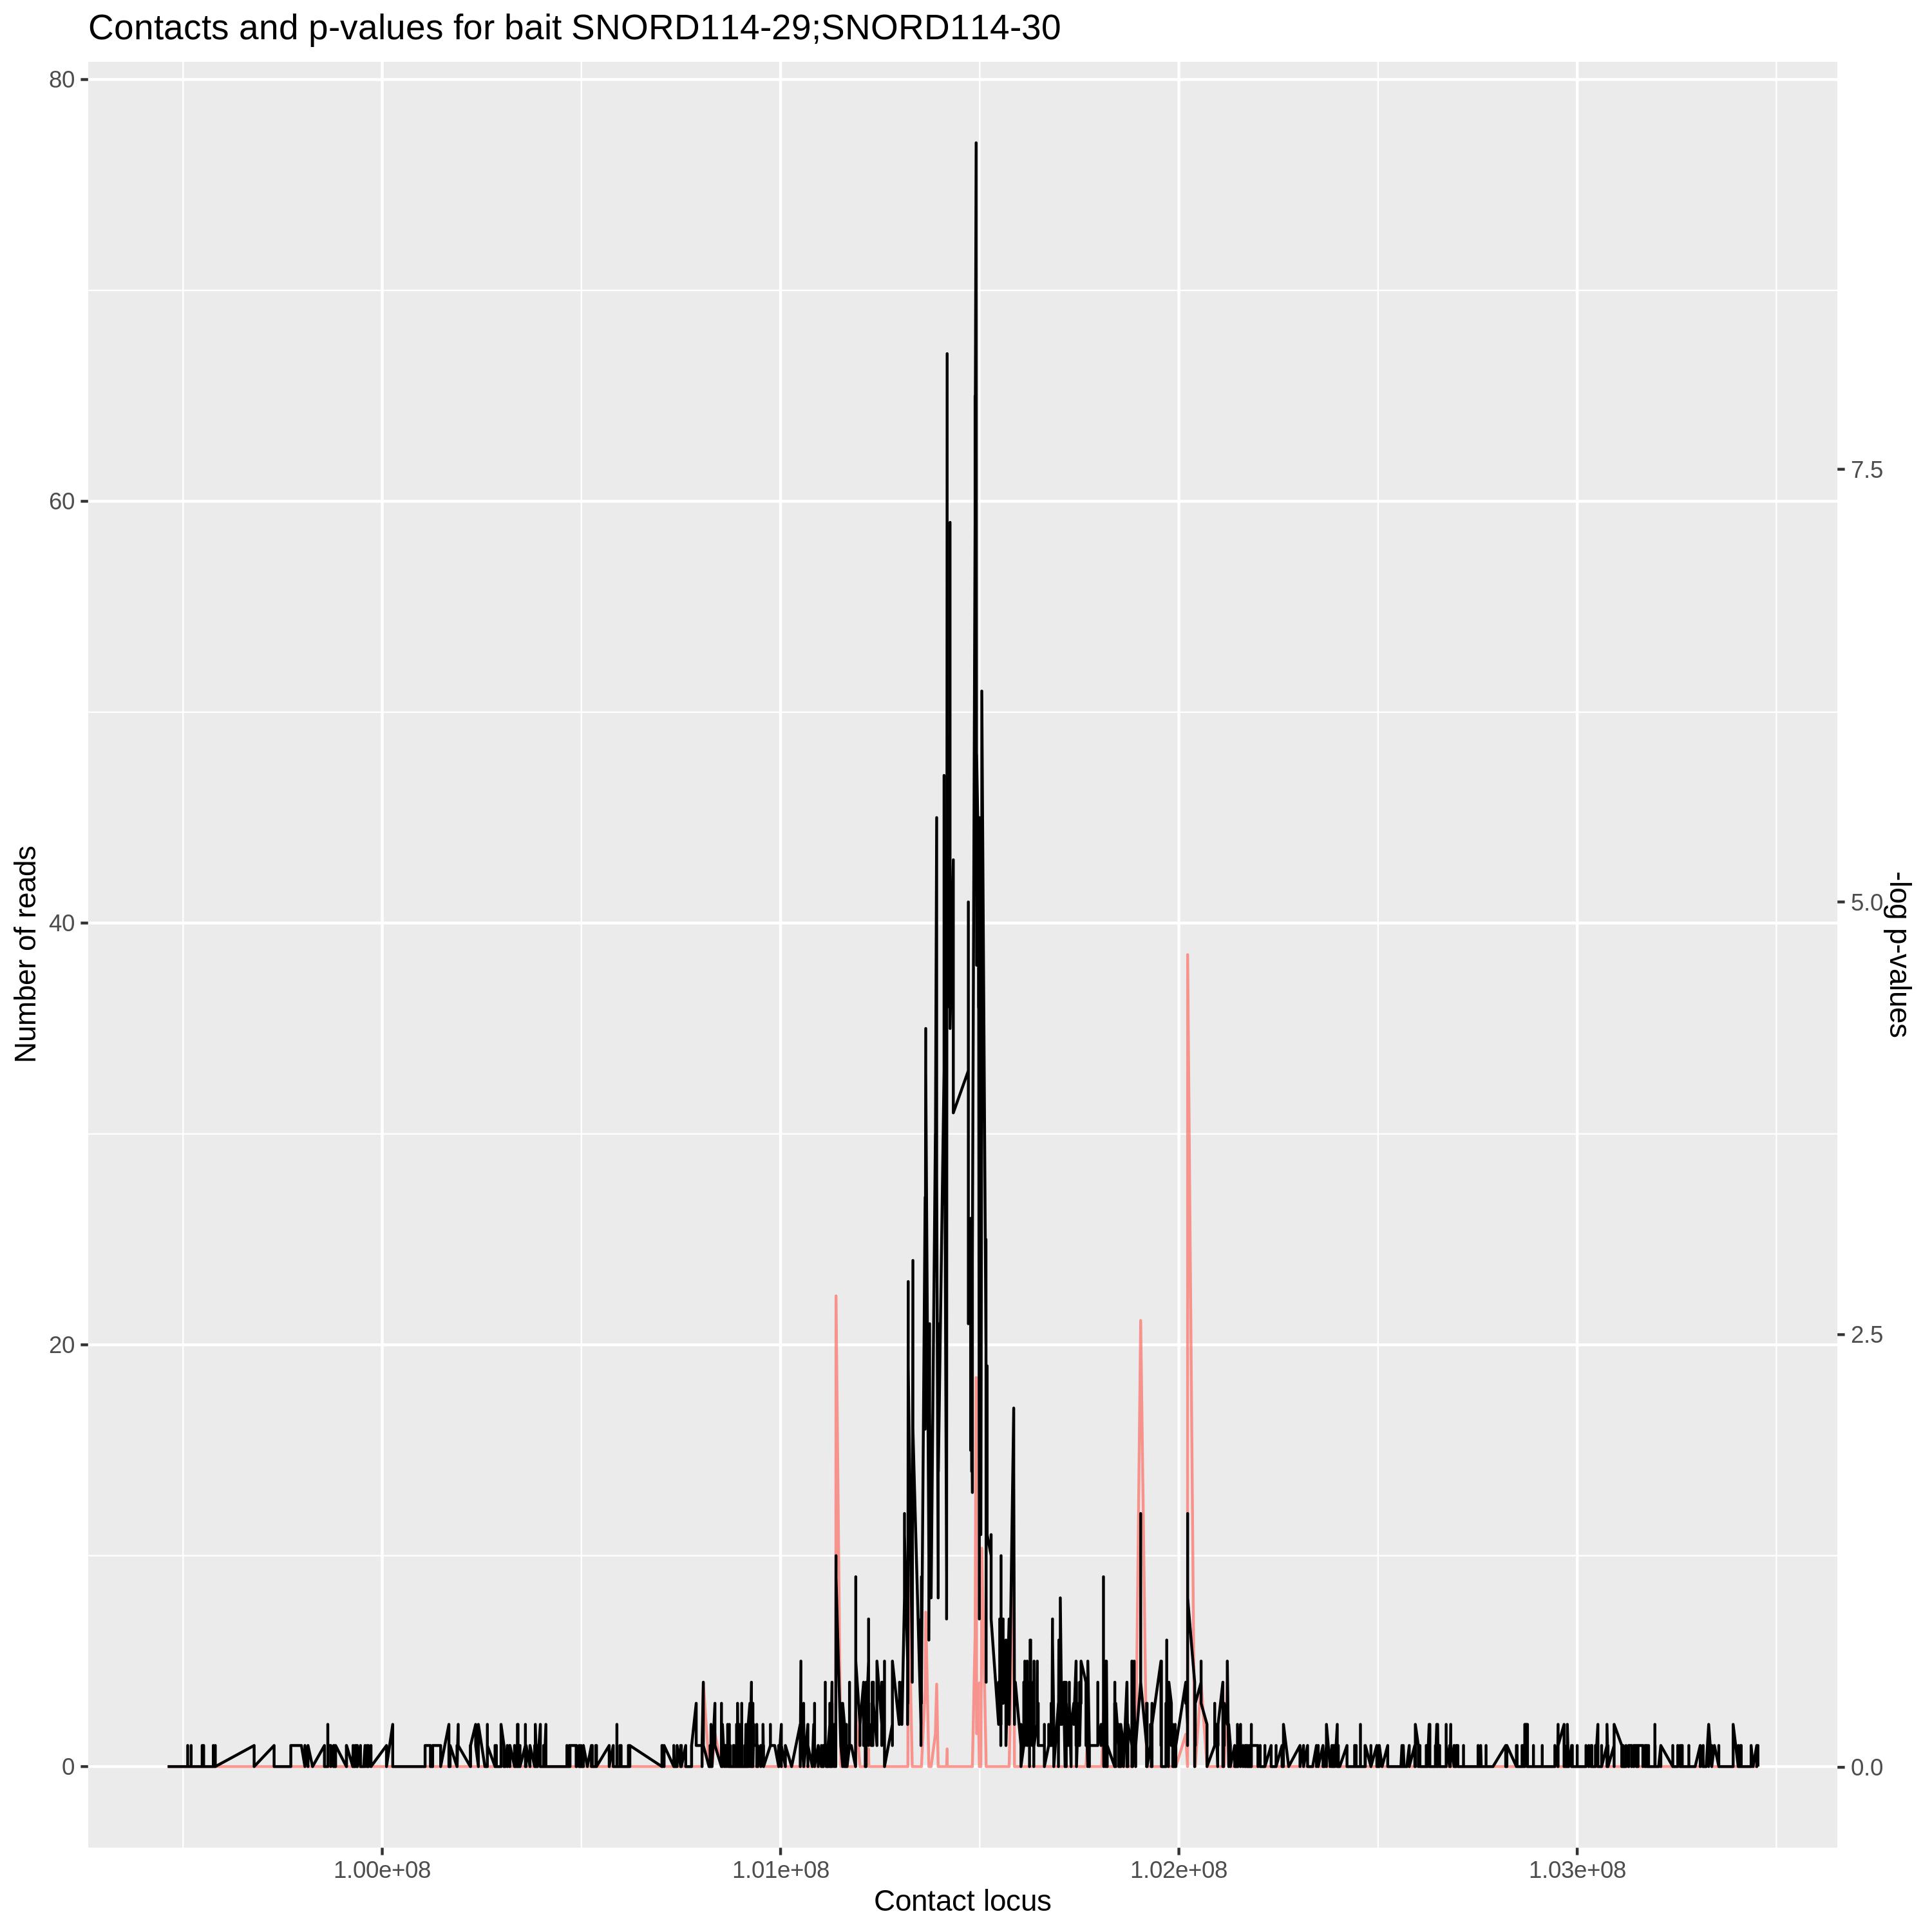 Contacts and p-values for bait SNORD114-29;SNORD114-30
80
60
40
20
0
Number of reads
7.5
5.0
2.5
0.0
-log p-values
1.00e+08
1.01e+08
1.02e+08
1.03e+08
Contact locus